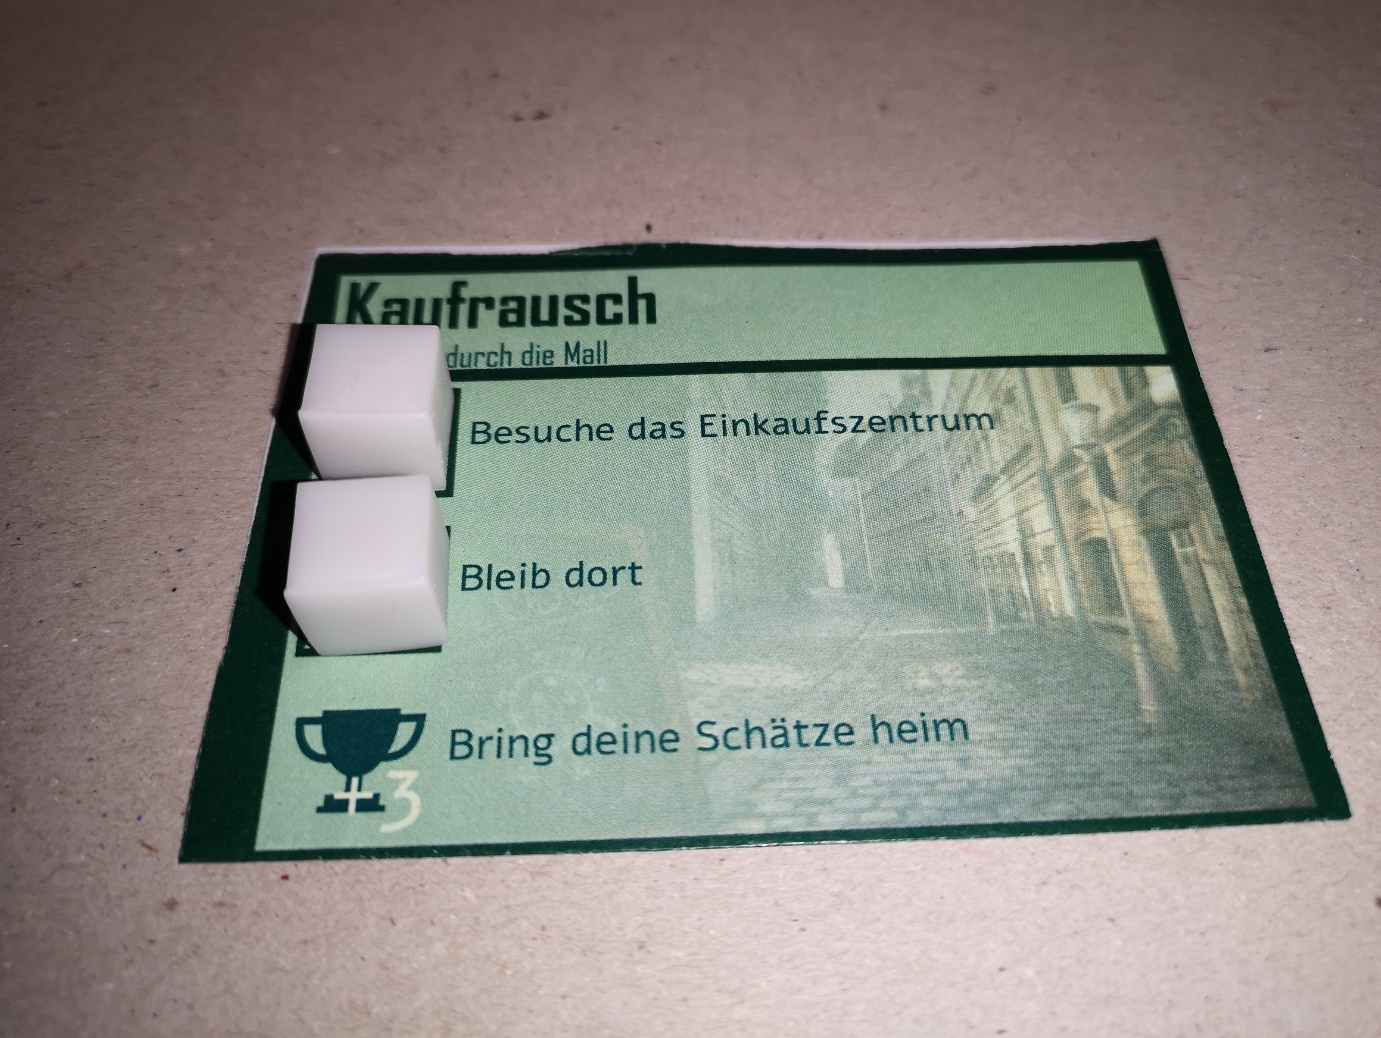 Kaufrausch
durch die Mall
Besuche das Einkaufszentrum
Bleib dort
Bring deine Schätze heim
+3